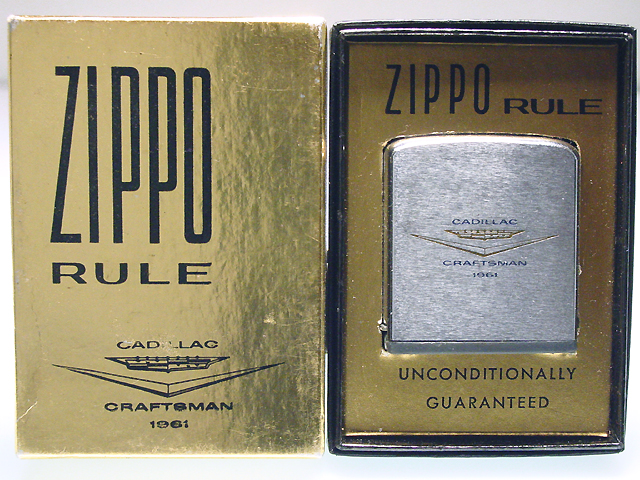 ZIPPO
RULE
CADILLAC
CRAFTSMAN
1961
ZIPPO RULE
CADILLAC
CRAFTSMAN
1961
UNCONDITIONALLY
GUARANTEED